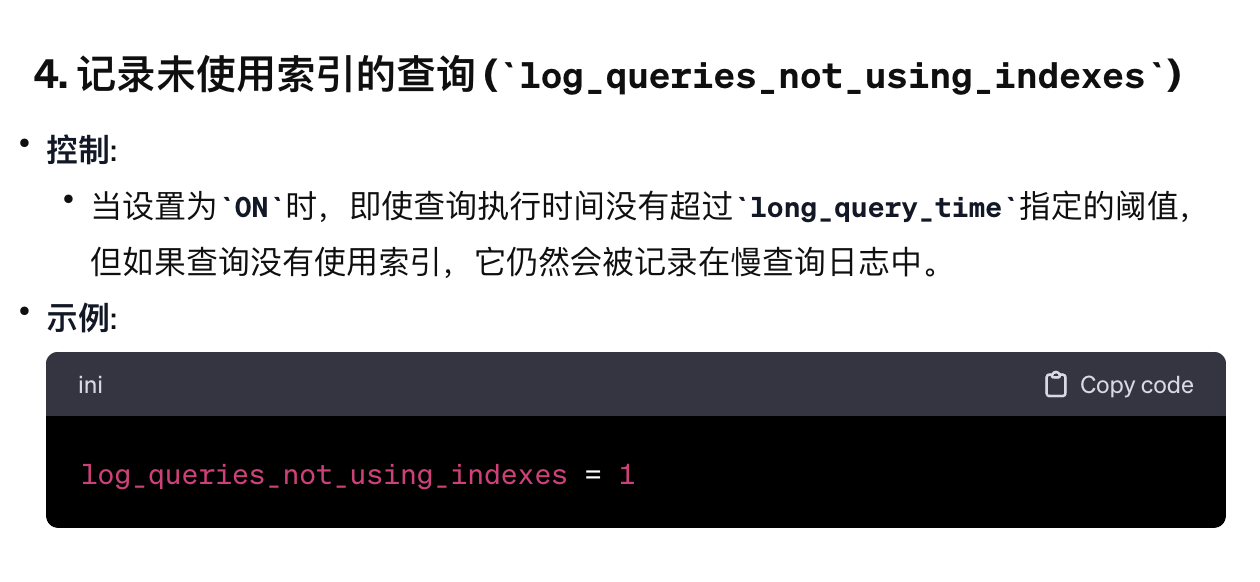 4. 记录未使用索引的查询 (`log_queries_not_using_indexes`)
• 控制:
• 当设置为`ON`时，即使查询执行时间没有超过`long_query_time`指定的阈值，
但如果查询没有使用索引，它仍然会被记录在慢查询日志中。
• 示例:
ini Copy code
log_queries_not_using_indexes = 1